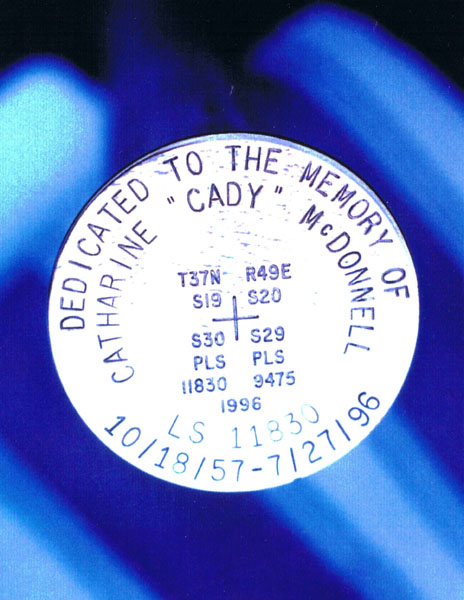 DEDICATED TO THE MEMORY OF
CATHARINE "CADY" McDONNELL
T37N R49E
S19 S20
S30 S29
PLS PLS
11830 9475
1996
LS 11830
10/18/57-7/27/96